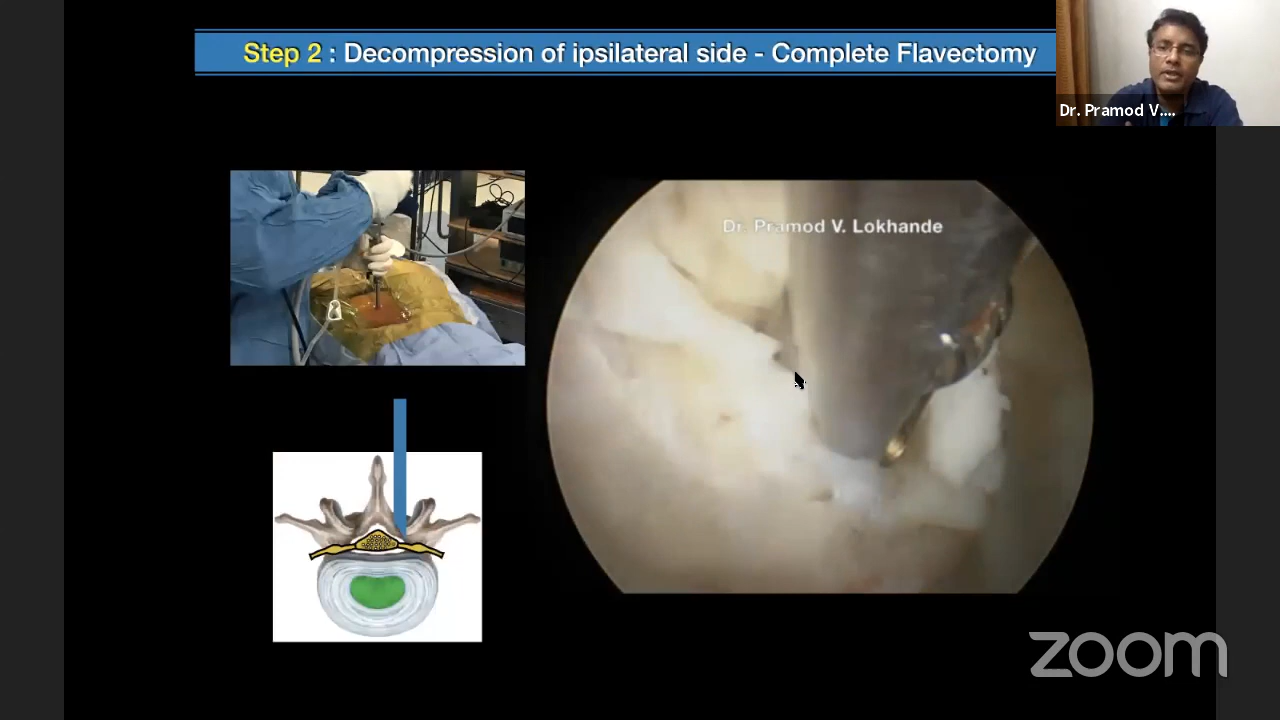 Step 2 : Decompression of ipsilateral side - Complete Flavectomy
Dr. Pramod V....
Dr. Pramod V. Lokhande
zoom